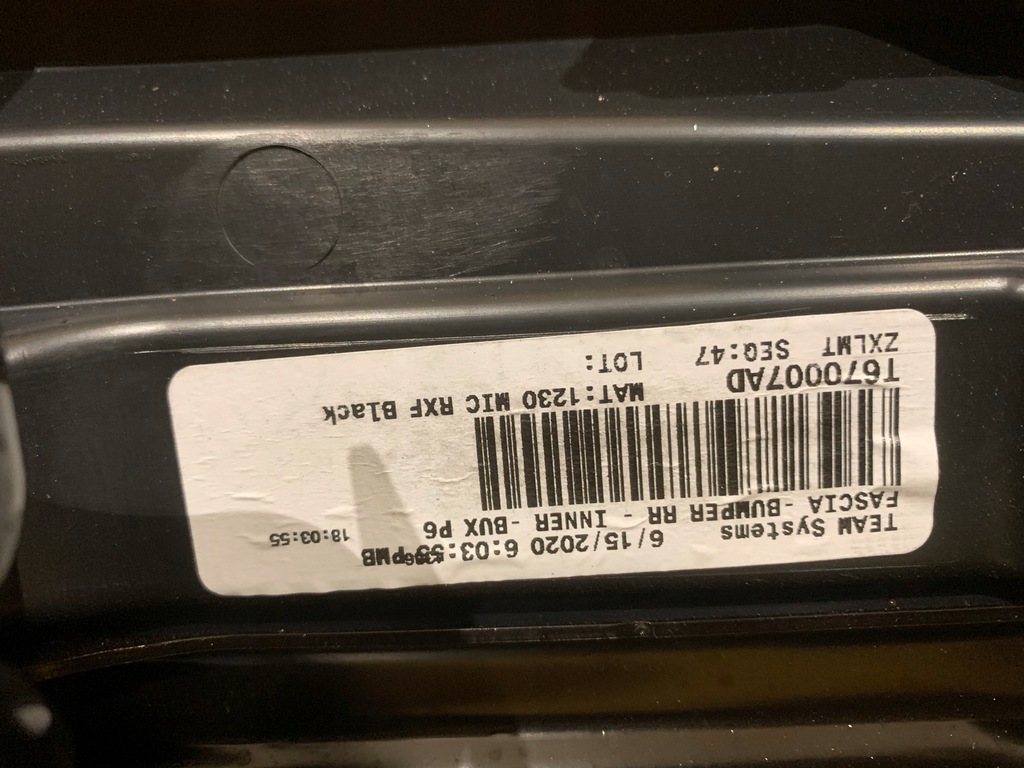 TEAM Systems 6/15/2020 6:03:55 PM
FASCIA -BUMPER RR - INNER -BUX P6 18:03:55
T670007AD MAT:1230 MIC RXF Black
ZXLMT SEQ:47 LOT: